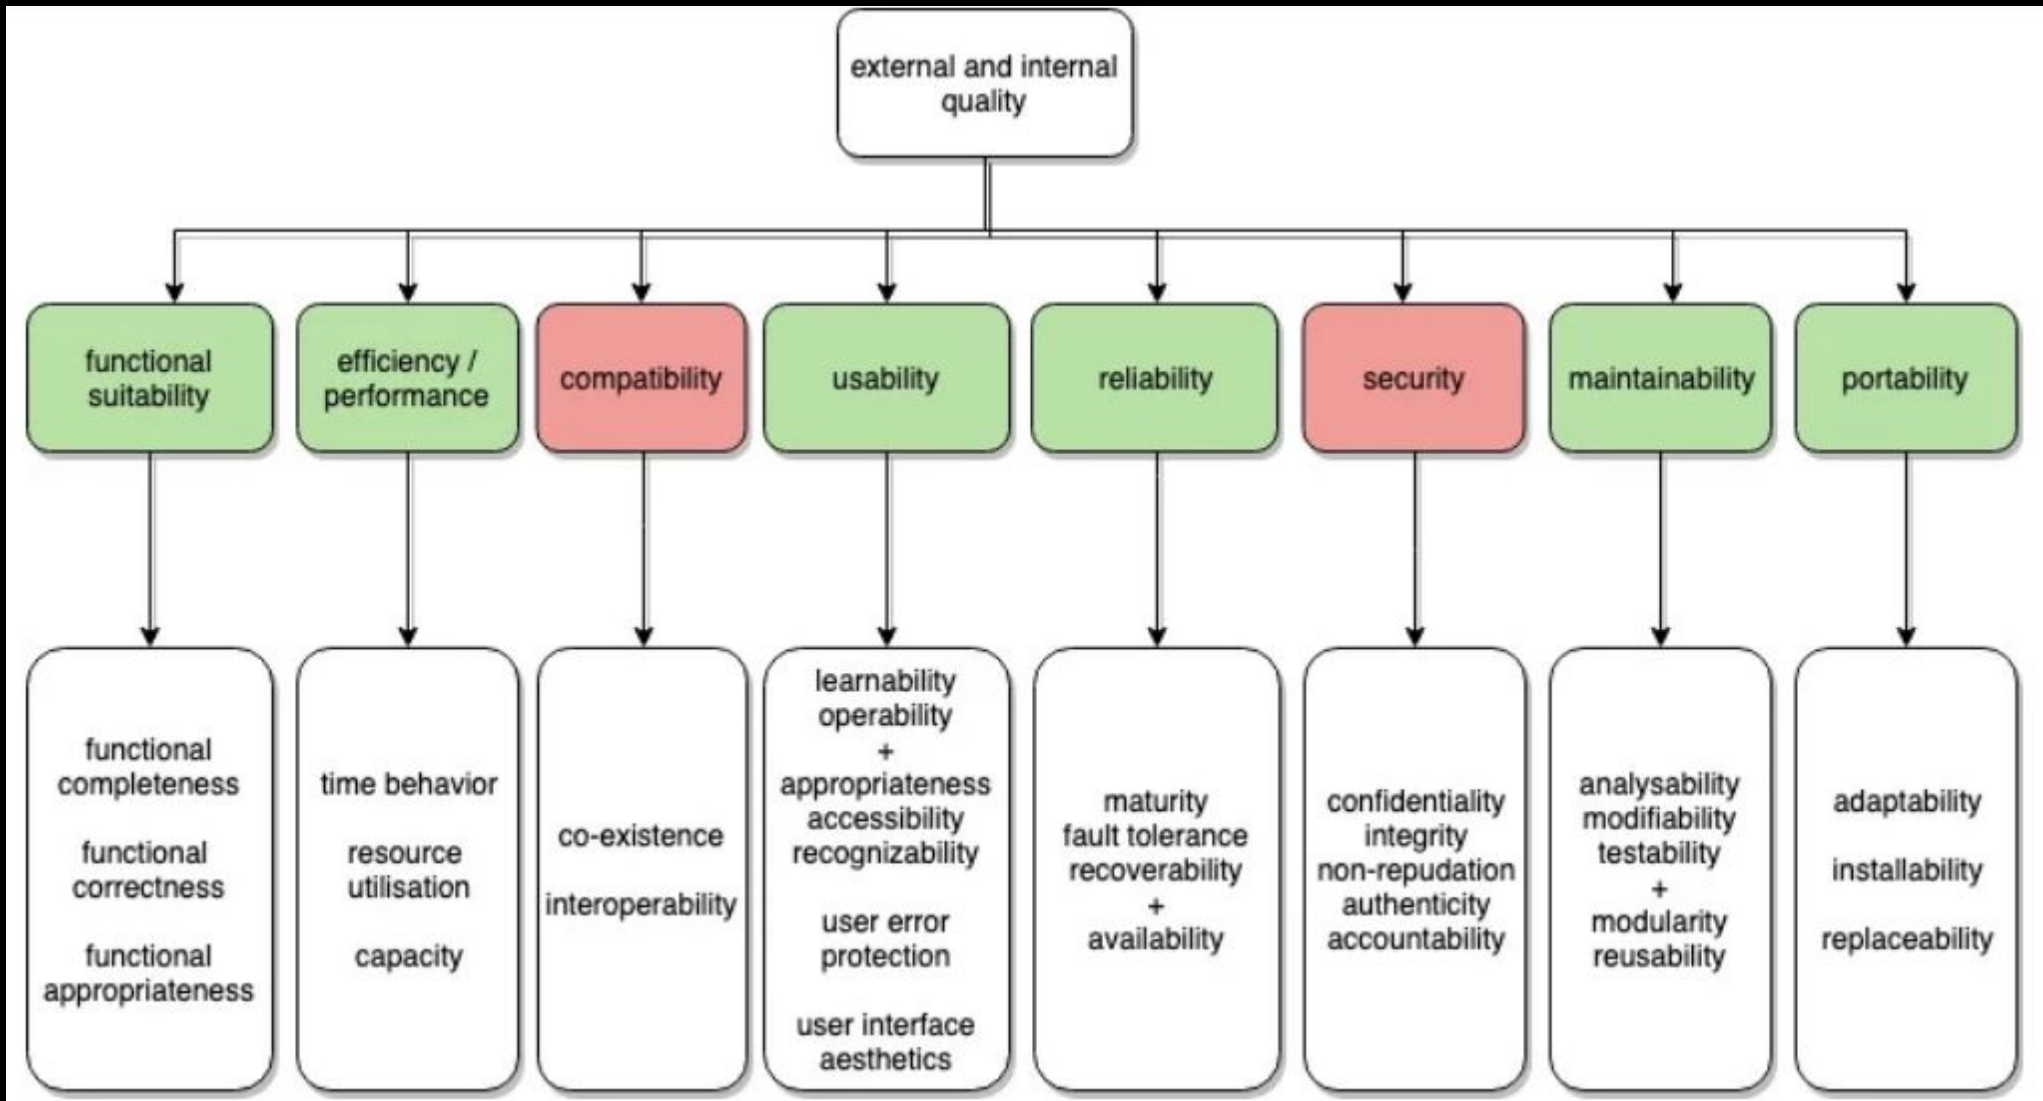 external and internal
quality
functional
suitability
efficiency /
performance
compatibility
usability
reliability
security
maintainability
portability
functional
completeness
functional
correctness
functional
appropriateness
time behavior
resource
utilisation
capacity
co-existence
interoperability
learnability
operability
+
appropriateness
accessibility
recognizability
user error
protection
user interface
aesthetics
maturity
fault tolerance
recoverability
+
availability
confidentiality
integrity
non-repudation
authenticity
accountability
analysability
modifiability
testability
+
modularity
reusability
adaptability
installability
replaceability